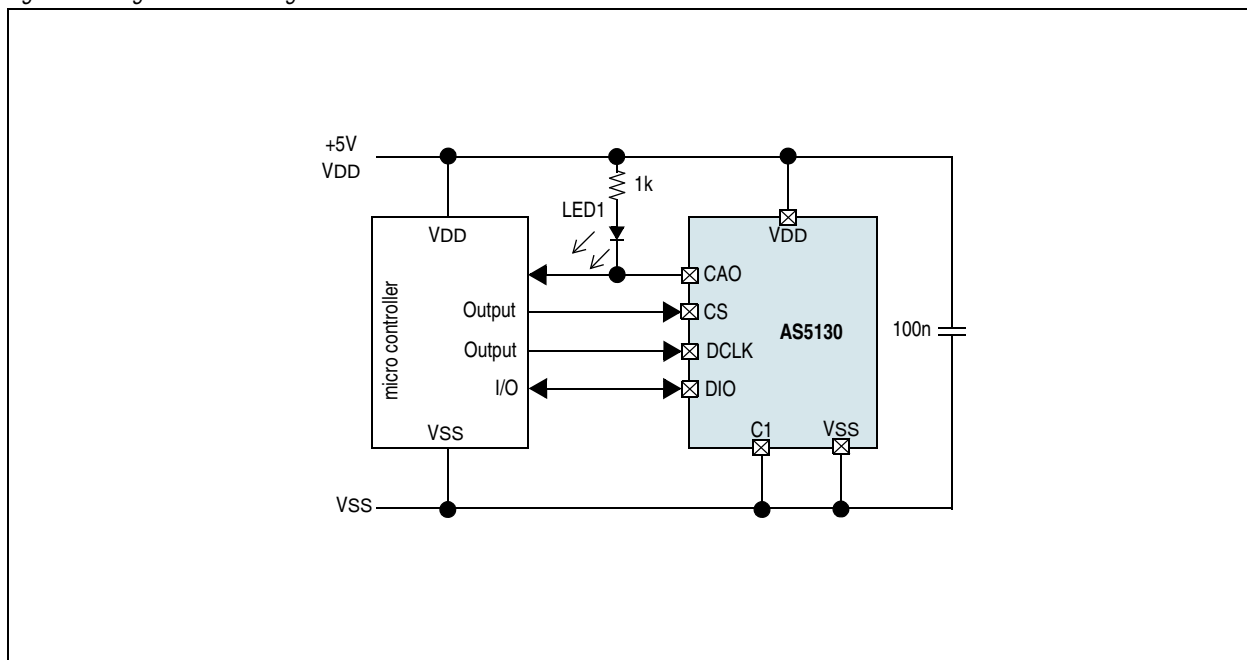 +5V
VDD
1k
LED1
VDD
VDD
micro controller
CAO
Output
CS
AS5130
100n
Output
DCLK
I/O
DIO
VSS
C1
VSS
VSS